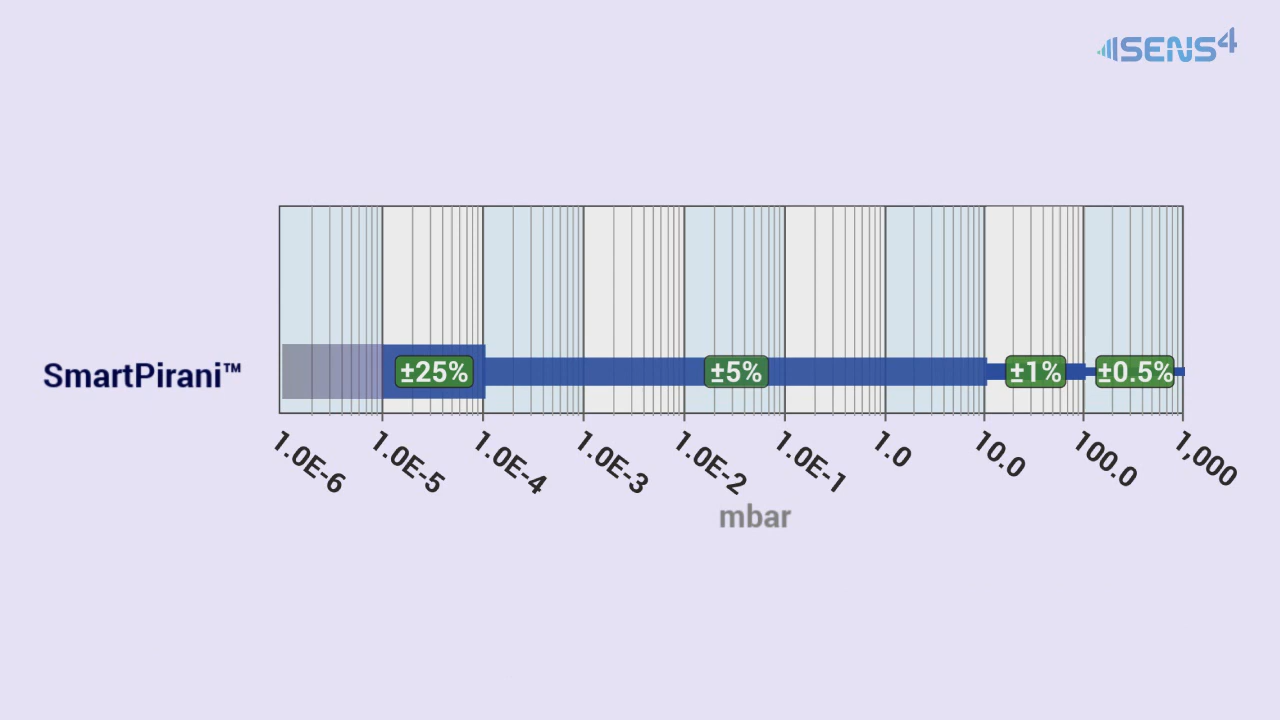 SENS4
SmartPirani™
±25%
±5%
±1%
±0.5%
1.0E-6
1.0E-5
1.0E-4
1.0E-3
1.0E-2
1.0E-1
1.0
10.0
100.0
1,000
mbar